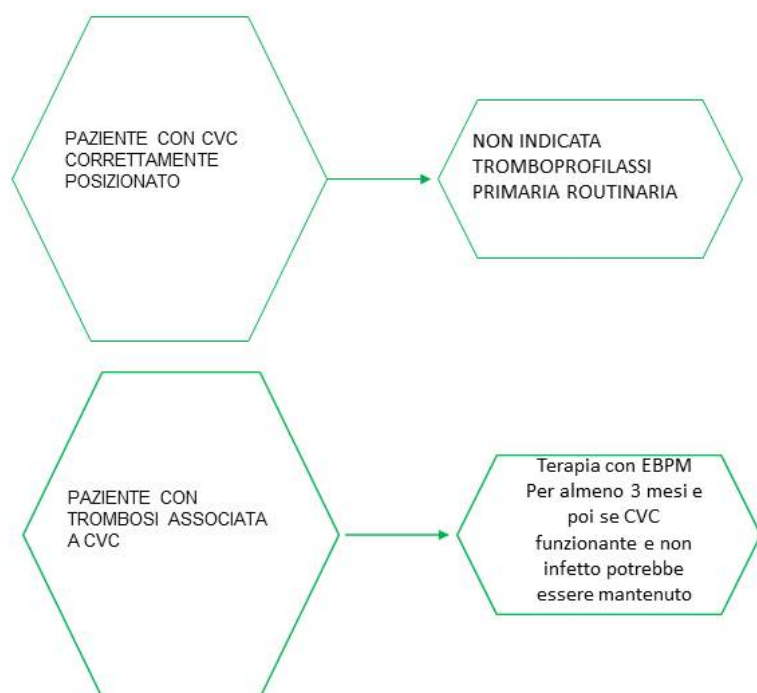 PAZIENTE CON CVC
CORRETTAMENTE
POSIZIONATO
NON INDICATA
TROMBOPROFILASSI
PRIMARIA ROUTINARIA
PAZIENTE CON
TROMBOSI ASSOCIATA
A CVC
Terapia con EBPM
Per almeno 3 mesi e
poi se CVC
funzionante e non
infetto potrebbe
essere mantenuto